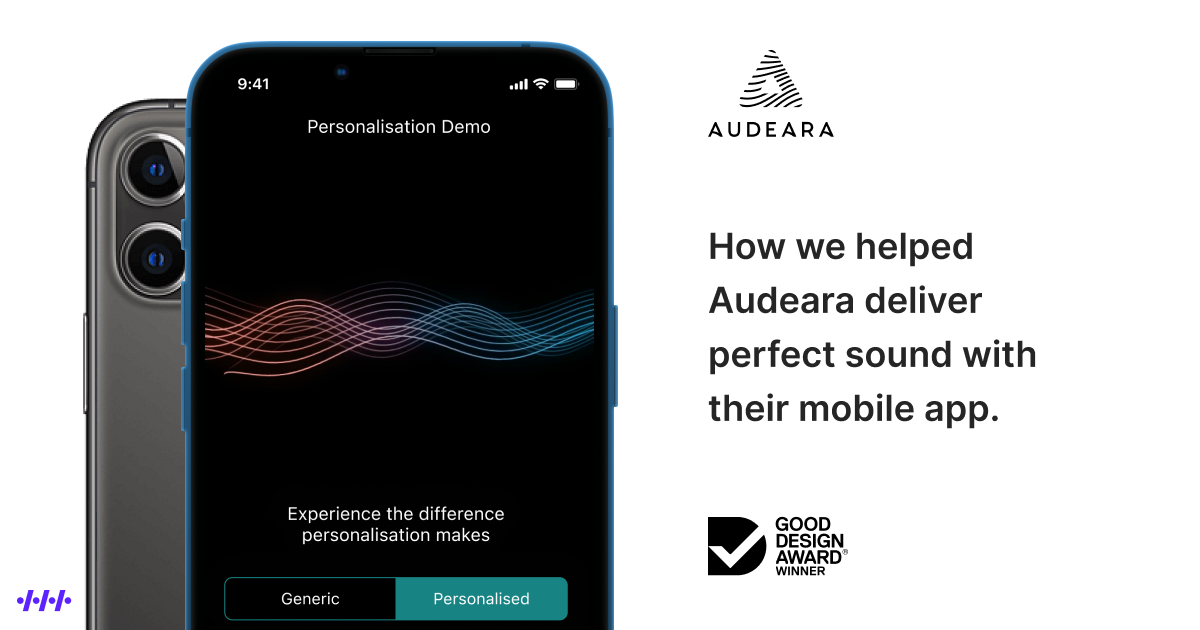 9:41
Personalisation Demo
Experience the difference
personalisation makes
Generic
Personalised
AUDEARA
How we helped
Audeara deliver
perfect sound with
their mobile app.
GOOD
DESIGN
AWARD®
WINNER